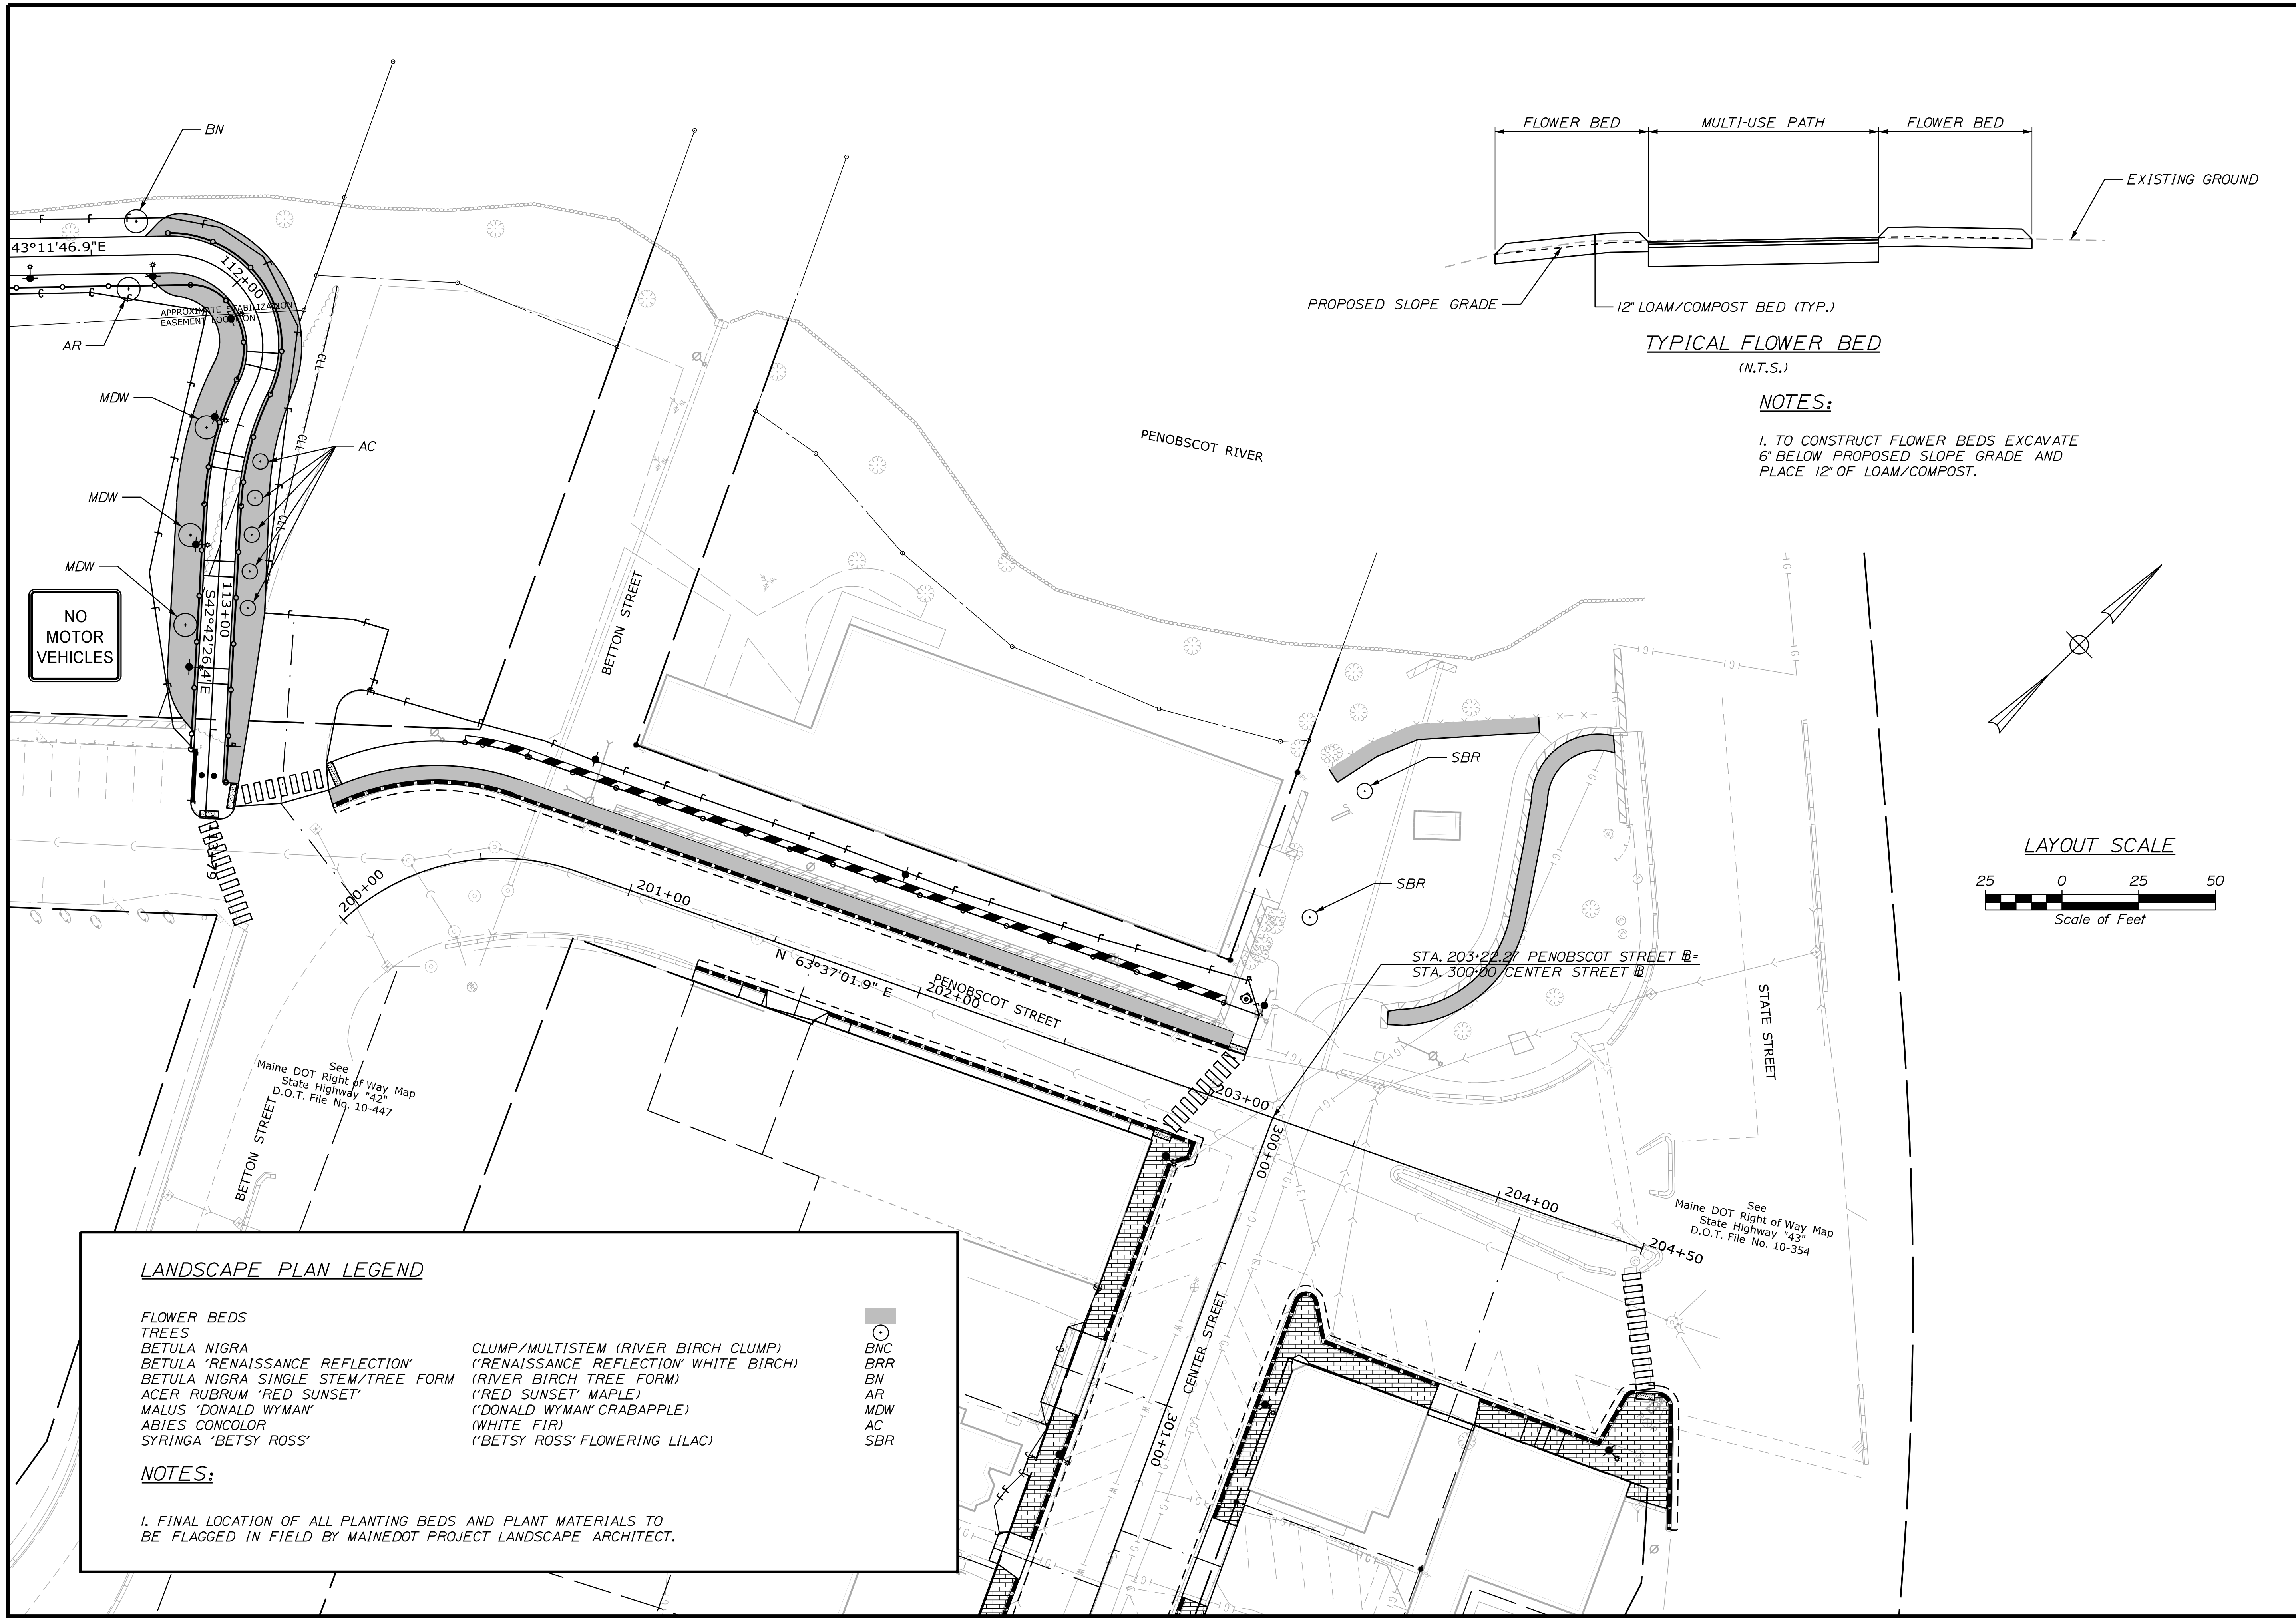 BN
FLOWER BED
MULTI-USE PATH
FLOWER BED
EXISTING GROUND
43°11'46.9"E
112+00
APPROXIMATE STABILIZATION
EASEMENT LOCATION
AR
PROPOSED SLOPE GRADE
12" LOAM/COMPOST BED (TYP.)
TYPICAL FLOWER BED
(N.T.S.)
NOTES:
1. TO CONSTRUCT FLOWER BEDS EXCAVATE
6" BELOW PROPOSED SLOPE GRADE AND
PLACE 12" OF LOAM/COMPOST.
CLL
MDW
CLL
AC
PENOBSCOT RIVER
MDW
CLL
MDW
NO
MOTOR
VEHICLES
113+00
S42°42'26.4"E
BETTON STREET
SBR
113+79
200+00
201+00
SBR
LAYOUT SCALE
25 0 25 50
Scale of Feet
N 63°37'01.9" E
PENOBSCOT STREET
202+00
STA. 203+22.27 PENOBSCOT STREET B=
STA. 300+00 CENTER STREET B
STATE STREET
See
Maine DOT Right of Way Map
State Highway "42"
D.O.T. File No. 10-447
BETTON STREET
203+00
300+00
204+00
204+50
See
Maine DOT Right of Way Map
State Highway "43"
D.O.T. File No. 10-354
CENTER STREET
301+00
LANDSCAPE PLAN LEGEND
FLOWER BEDS
TREES
BETULA NIGRA CLUMP/MULTISTEM (RIVER BIRCH CLUMP) BNC
BETULA 'RENAISSANCE REFLECTION' ('RENAISSANCE REFLECTION' WHITE BIRCH) BRR
BETULA NIGRA SINGLE STEM/TREE FORM (RIVER BIRCH TREE FORM) BN
ACER RUBRUM 'RED SUNSET' ('RED SUNSET' MAPLE) AR
MALUS 'DONALD WYMAN' ('DONALD WYMAN' CRABAPPLE) MDW
ABIES CONCOLOR (WHITE FIR) AC
SYRINGA 'BETSY ROSS' ('BETSY ROSS' FLOWERING LILAC) SBR
NOTES:
1. FINAL LOCATION OF ALL PLANTING BEDS AND PLANT MATERIALS TO
BE FLAGGED IN FIELD BY MAINEDOT PROJECT LANDSCAPE ARCHITECT.